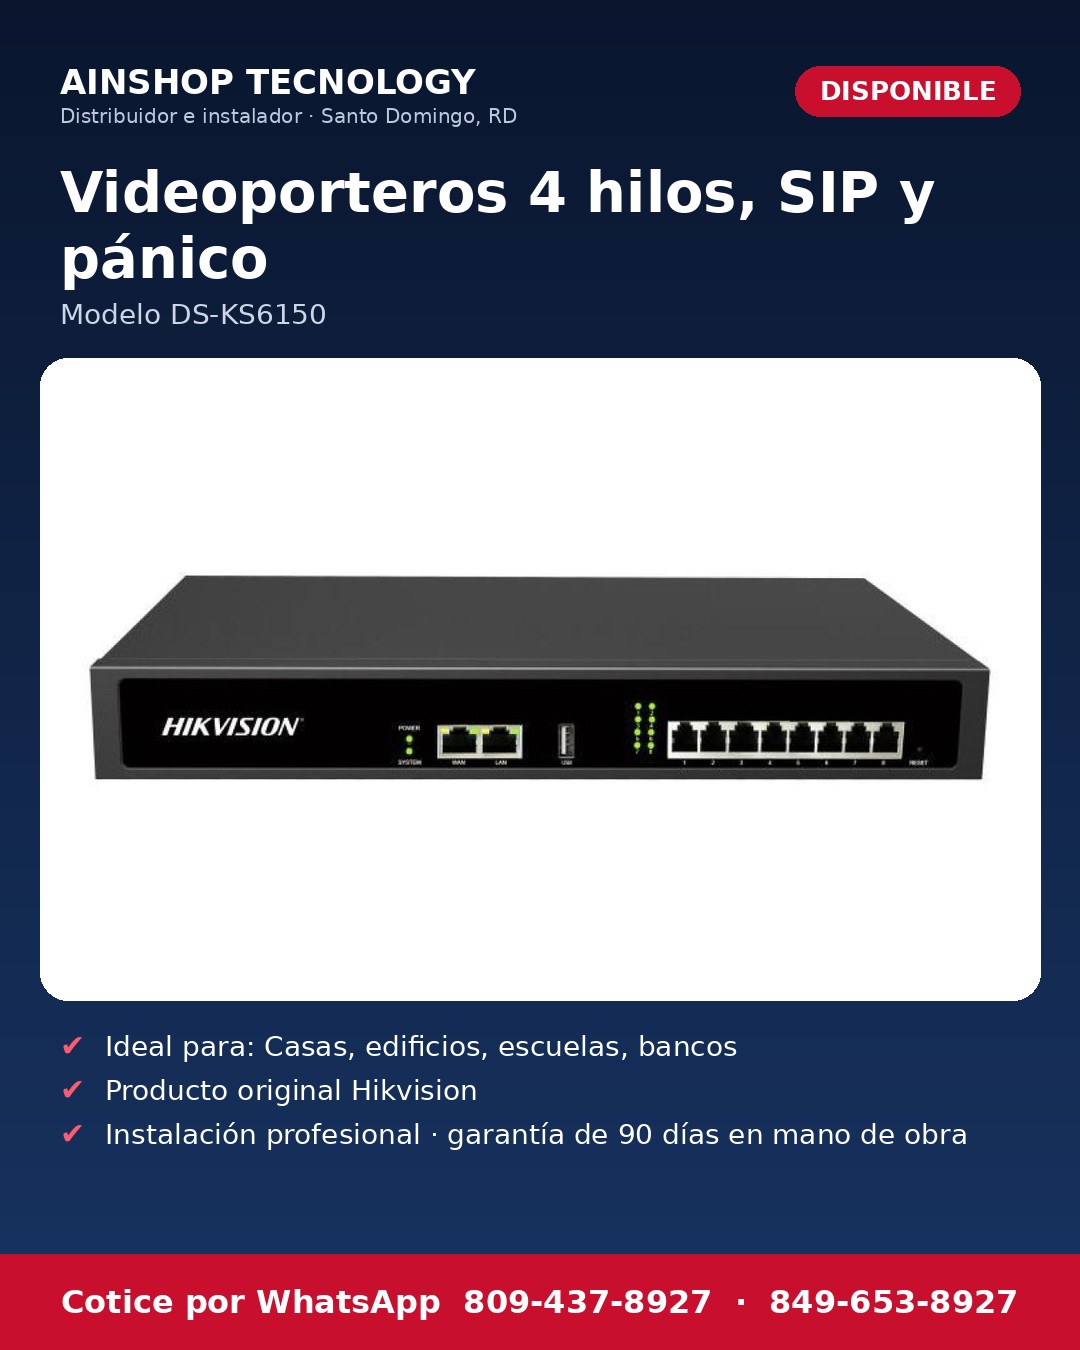 AINSHOP TECNOLOGY
Distribuidor e instalador · Santo Domingo, RD
DISPONIBLE
Videoporteros 4 hilos, SIP y
pánico
Modelo DS-KS6150
HIKVISION
POWER
SYSTEM
WAN LAN
USB
1 2 3 4 5 6 7 8
RESET
✔ Ideal para: Casas, edificios, escuelas, bancos
✔ Producto original Hikvision
✔ Instalación profesional · garantía de 90 días en mano de obra
Cotice por WhatsApp 809-437-8927 · 849-653-8927